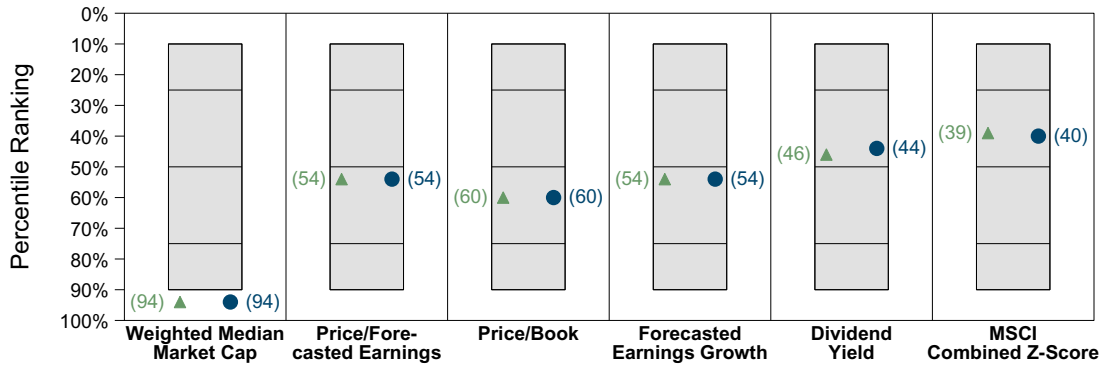 Percentile Ranking
0%
10%
20%
30%
40%
50%
60%
70%
80%
90%
100%
(94)
(94)
(54)
(54)
(60)
(60)
(54)
(54)
(46)
(44)
(39)
(40)
Weighted Median
Market Cap
Price/Fore-
casted Earnings
Price/Book
Forecasted
Earnings Growth
Dividend
Yield
MSCI
Combined Z-Score